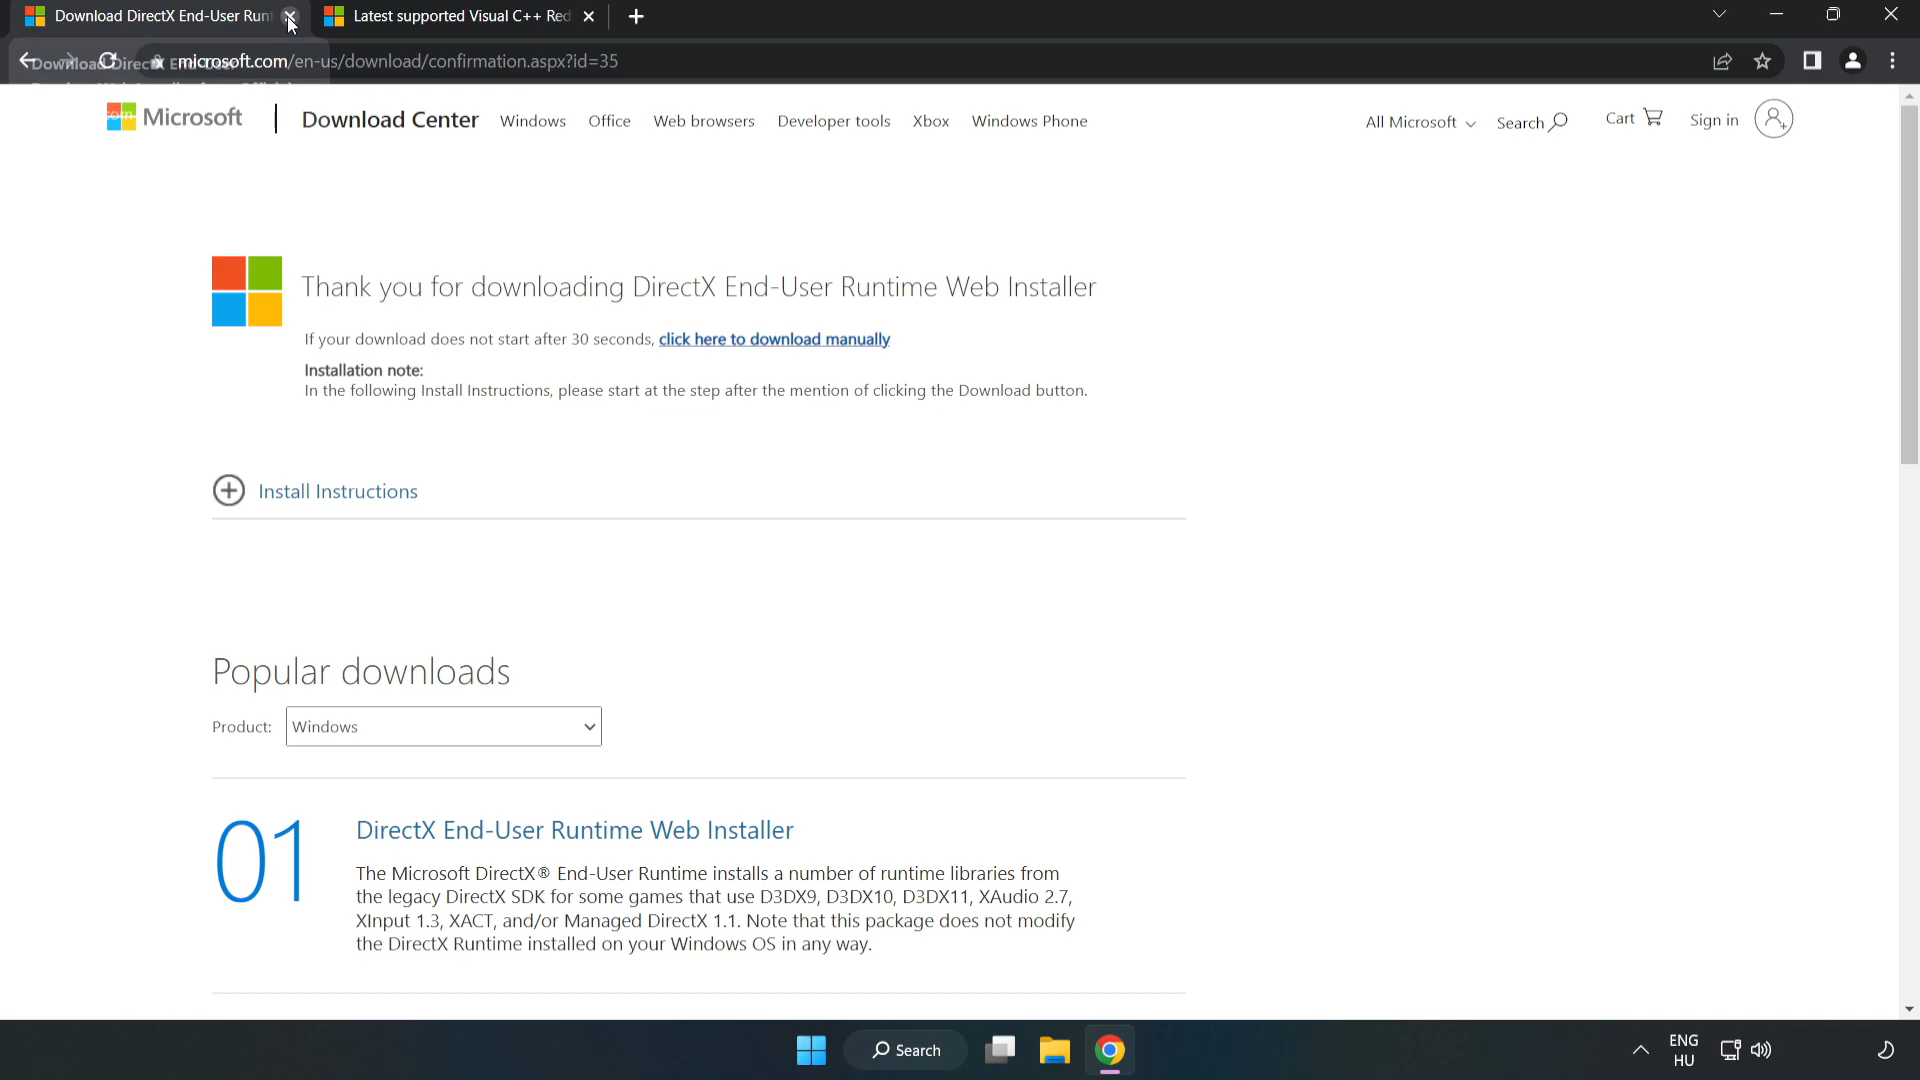 Download DirectX End-User Runt
Latest supported Visual C++ Red
microsoft.com/en-us/download/confirmation.aspx?id=35
Download DirectX End-User
Microsoft
Download Center
Windows
Office
Web browsers
Developer tools
Xbox
Windows Phone
All Microsoft
Search
Cart
Sign in
Thank you for downloading DirectX End-User Runtime Web Installer
If your download does not start after 30 seconds, click here to download manually
Installation note:
In the following Install Instructions, please start at the step after the mention of clicking the Download button.
Install Instructions
Popular downloads
Product: Windows
01
DirectX End-User Runtime Web Installer
The Microsoft DirectX® End-User Runtime installs a number of runtime libraries from
the legacy DirectX SDK for some games that use D3DX9, D3DX10, D3DX11, XAudio 2.7,
XInput 1.3, XACT, and/or Managed DirectX 1.1. Note that this package does not modify
the DirectX Runtime installed on your Windows OS in any way.
Search
ENG
HU